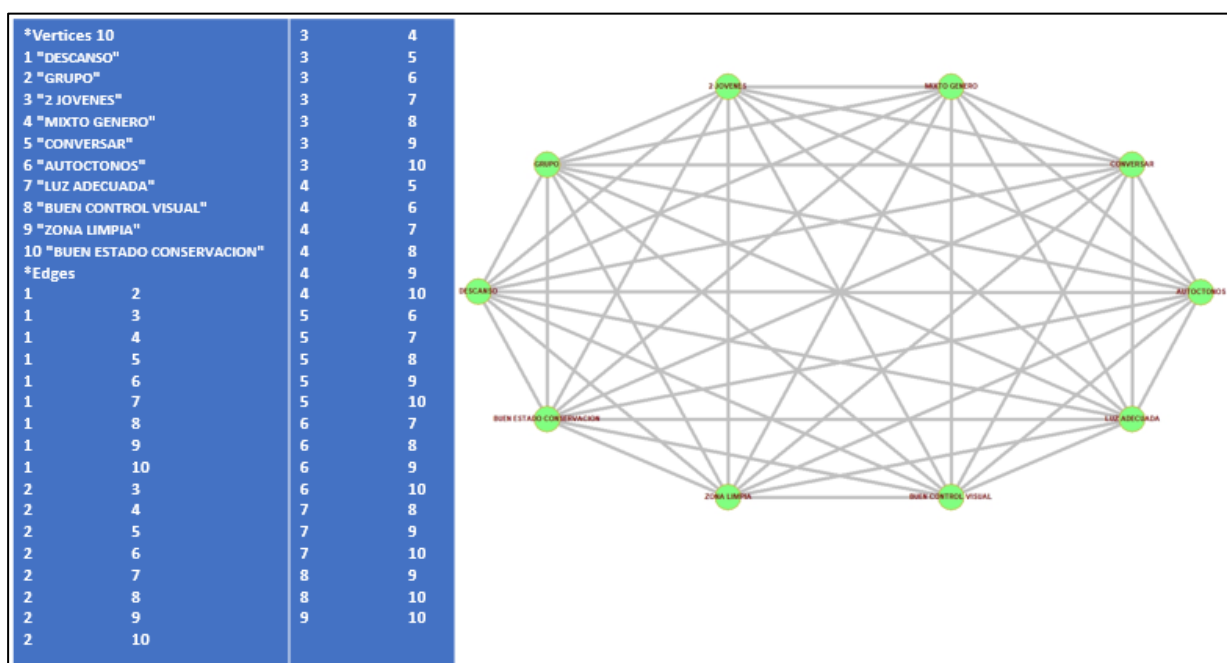 *Vertices 10
1 "DESCANSO"
2 "GRUPO"
3 "2 JOVENES"
4 "MIXTO GENERO"
5 "CONVERSAR"
6 "AUTOCTONOS"
7 "LUZ ADECUADA"
8 "BUEN CONTROL VISUAL"
9 "ZONA LIMPIA"
10 "BUEN ESTADO CONSERVACION"
*Edges
1 2
1 3
1 4
1 5
1 6
1 7
1 8
1 9
1 10
2 3
2 4
2 5
2 6
2 7
2 8
2 9
2 10
3 4
3 5
3 6
3 7
3 8
3 9
3 10
4 5
4 6
4 7
4 8
4 9
4 10
5 6
5 7
5 8
5 9
5 10
6 7
6 8
6 9
6 10
7 8
7 9
7 10
8 9
8 10
9 10
2 JOVENES
MIXTO GENERO
GRUPO
CONVERSAR
DESCANSO
AUTOCTONOS
BUEN ESTADO CONSERVACION
LUZ ADECUADA
ZONA LIMPIA
BUEN CONTROL VISUAL